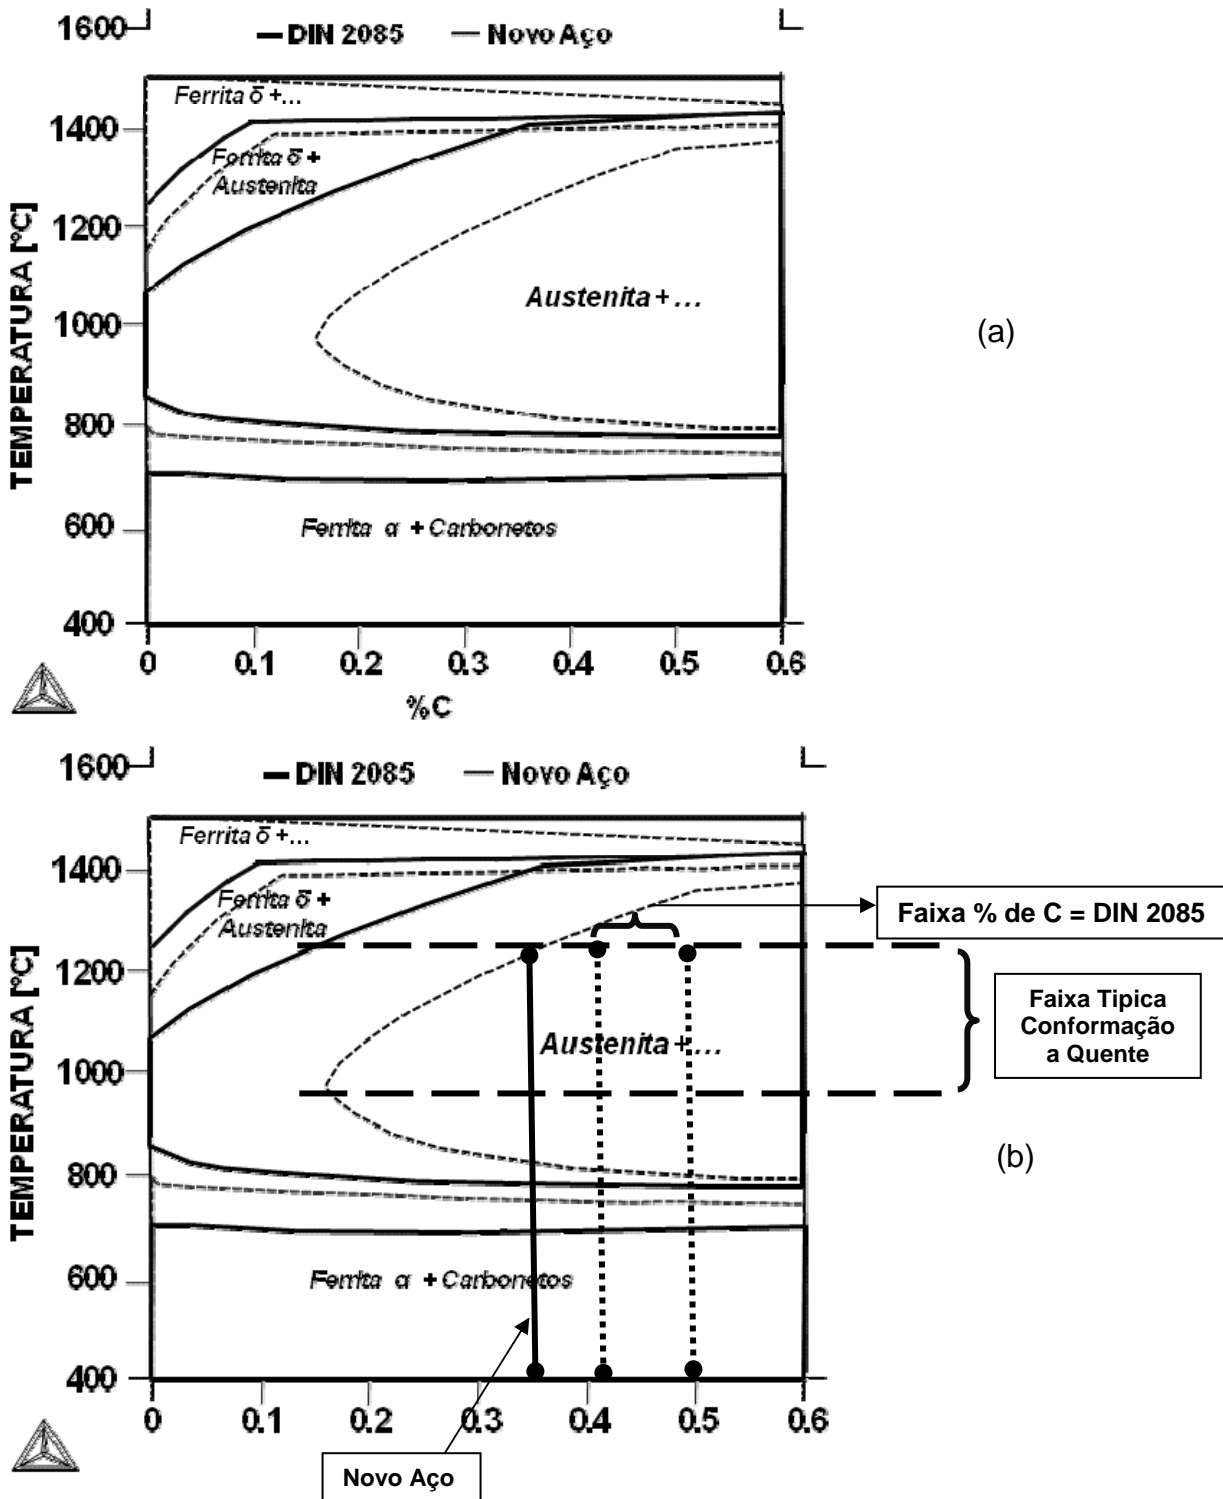 1600
DIN 2085 Novo Aço
Ferrita δ +...
1400
Ferrita δ +
Austenita
1200
TEMPERATURA [ºC]
Austenita + ...
1000
(a)
800
Ferrita α + Carbonetos
600
400
0 0.1 0.2 0.3 0.4 0.5 0.6
%C
1600
DIN 2085 Novo Aço
Ferrita δ +...
1400
Ferrita δ +
Austenita
Faixa % de C = DIN 2085
1200
TEMPERATURA [ºC]
Faixa Tipica
Conformação
a Quente
Austenita + ...
1000
(b)
800
Ferrita α + Carbonetos
600
400
0 0.1 0.2 0.3 0.4 0.5 0.6
Novo Aço